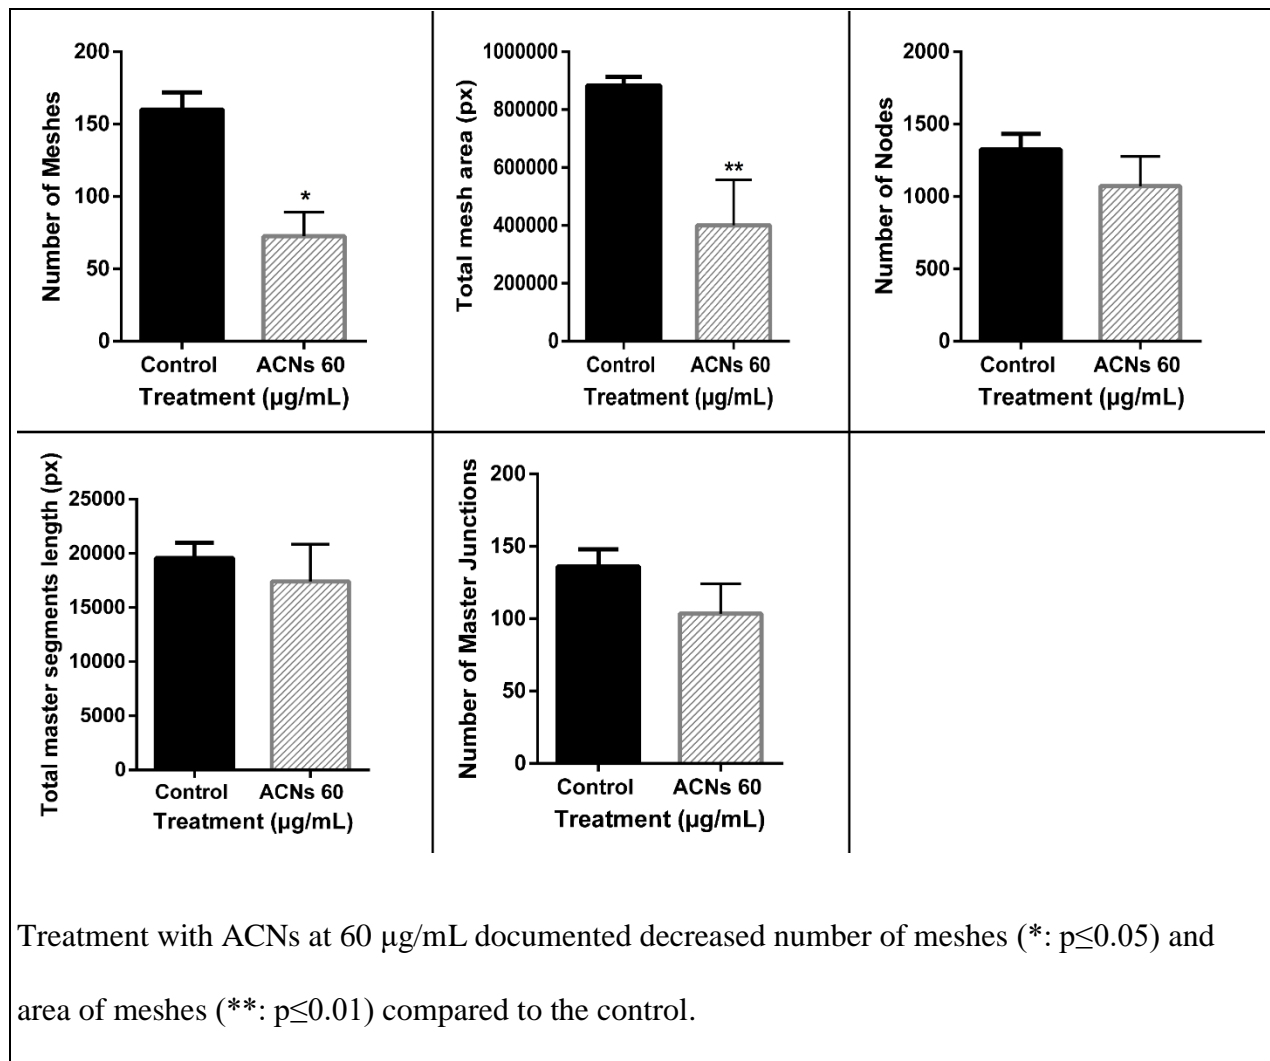 Number of Meshes
200
150
100
50
0
*
Control
ACNs 60
Treatment (µg/mL)
Total mesh area (px)
1000000
800000
600000
400000
200000
0
**
Control
ACNs 60
Treatment (µg/mL)
Number of Nodes
2000
1500
1000
500
0
Control
ACNs 60
Treatment (µg/mL)
Total master segments length (px)
25000
20000
15000
10000
5000
0
Control
ACNs 60
Treatment (µg/mL)
Number of Master Junctions
200
150
100
50
0
Control
ACNs 60
Treatment (µg/mL)
Treatment with ACNs at 60 µg/mL documented decreased number of meshes (*: p≤0.05) and
area of meshes (**: p≤0.01) compared to the control.